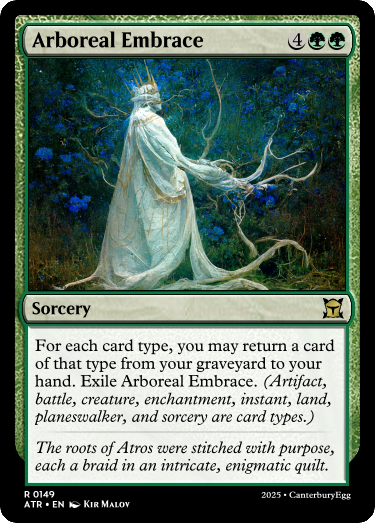 Arboreal Embrace 4
Sorcery
For each card type, you may return a card
of that type from your graveyard to your
hand. Exile Arboreal Embrace. (Artifact,
battle, creature, enchantment, instant, land,
planeswalker, and sorcery are card types.)
The roots of Atros were stitched with purpose,
each a braid in an intricate, enigmatic quilt.
R 0149
ATR • EN Kir Malov
2025 • CanterburyEgg